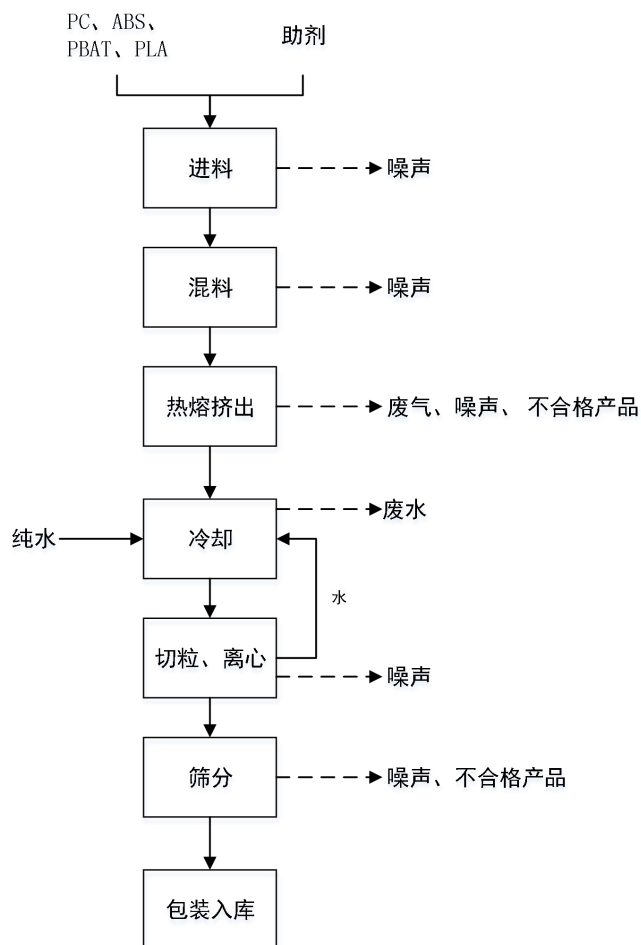 PC、ABS、
PBAT、PLA
助剂
进料
噪声
混料
噪声
热熔挤出
废气、噪声、 不合格产品
废水
纯水
冷却
水
切粒、离心
噪声
筛分
噪声、不合格产品
包装入库